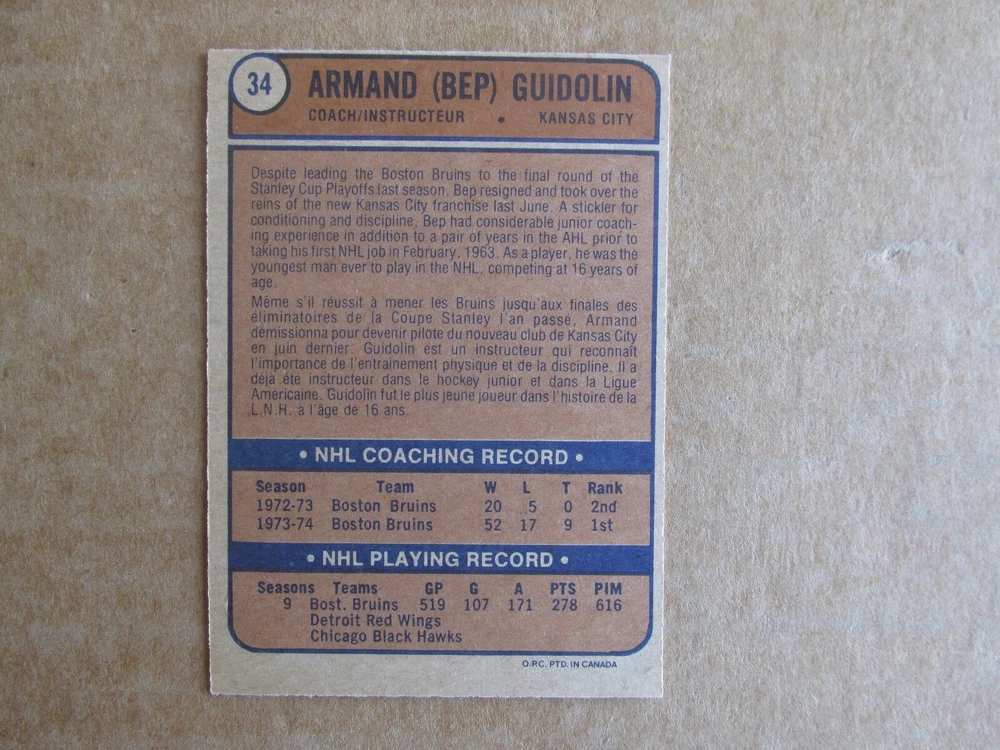 34 ARMAND (BEP) GUIDOLIN
COACH/INSTRUCTEUR • KANSAS CITY
Despite leading the Boston Bruins to the final round of the
Stanley Cup Playoffs last season, Bep resigned and took over the
reins of the new Kansas City franchise last June. A stickler for
conditioning and discipline, Bep had considerable junior coach-
ing experience in addition to a pair of years in the AHL prior to
taking his first NHL job in February, 1963. As a player, he was the
youngest man ever to play in the NHL, competing at 16 years of
age.
Même s'il réussit à mener les Bruins jusqu'aux finales des
éliminatoires de la Coupe Stanley l'an passé, Armand
démissionna pour devenir pilote du nouveau club de Kansas City
en juin dernier. Guidolin est un instructeur qui reconnaît
l'importance de l'entrainement physique et de la discipline. Il a
déjà été instructeur dans le hockey junior et dans la Ligue
Americaine. Guidolin fut le plus jeune joueur dans l'histoire de la
L.N.H. à l'âge de 16 ans.
• NHL COACHING RECORD •
Season Team W L T Rank
1972-73 Boston Bruins 20 5 0 2nd
1973-74 Boston Bruins 52 17 9 1st
• NHL PLAYING RECORD •
Seasons Teams GP G A PTS PIM
9 Bost. Bruins 519 107 171 278 616
Detroit Red Wings
Chicago Black Hawks
O.P.C. PTD. IN CANADA